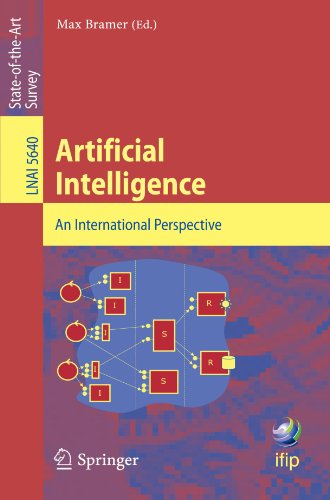 Max Bramer (Ed.)
State-of-the-Art
Survey
LNAI 5640
Artificial
Intelligence
An International Perspective
I
I
R
I
S
I
R
S
I
I
Springer
ifip